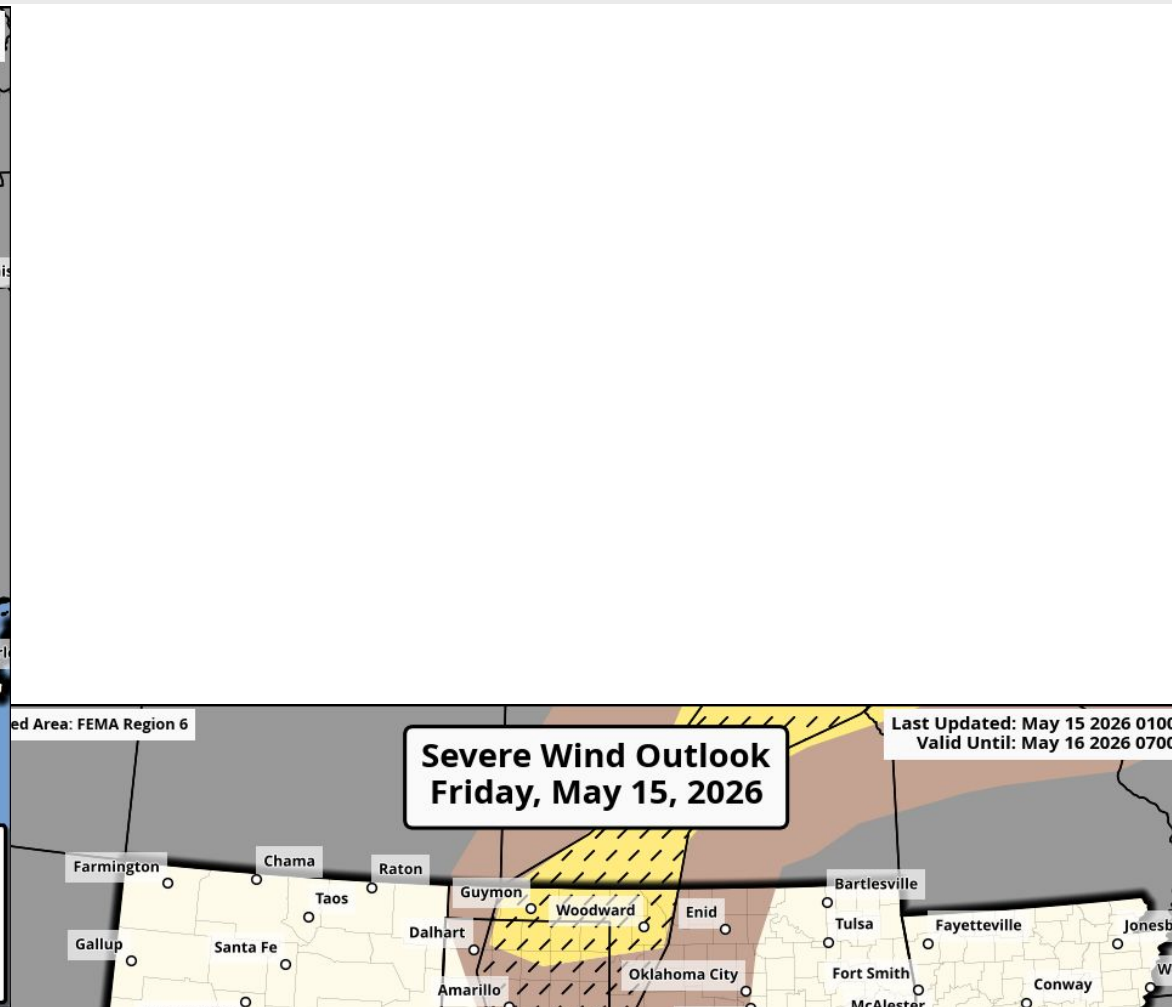 ed Area: FEMA Region 6
Severe Wind Outlook
Friday, May 15, 2026
Last Updated: May 15 2026 0100
Valid Until: May 16 2026 0700
Farmington
Chama
Raton
Taos
Guymon
Woodward
Enid
Bartlesville
Tulsa
Fayetteville
Jonesb
Gallup
Santa Fe
Dalhart
Amarillo
Oklahoma City
Fort Smith
Conway
McAlester
W